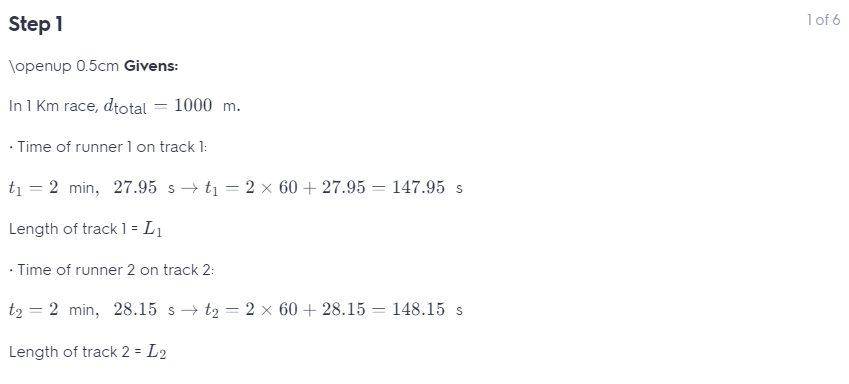 Step 1
1 of 6
\openup 0.5cm Givens:
In 1 Km race, d_total = 1000 m.
· Time of runner 1 on track 1:
t₁ = 2 min, 27.95 s → t₁ = 2 × 60 + 27.95 = 147.95 s
Length of track 1 = L₁
· Time of runner 2 on track 2:
t₂ = 2 min, 28.15 s → t₂ = 2 × 60 + 28.15 = 148.15 s
Length of track 2 = L₂